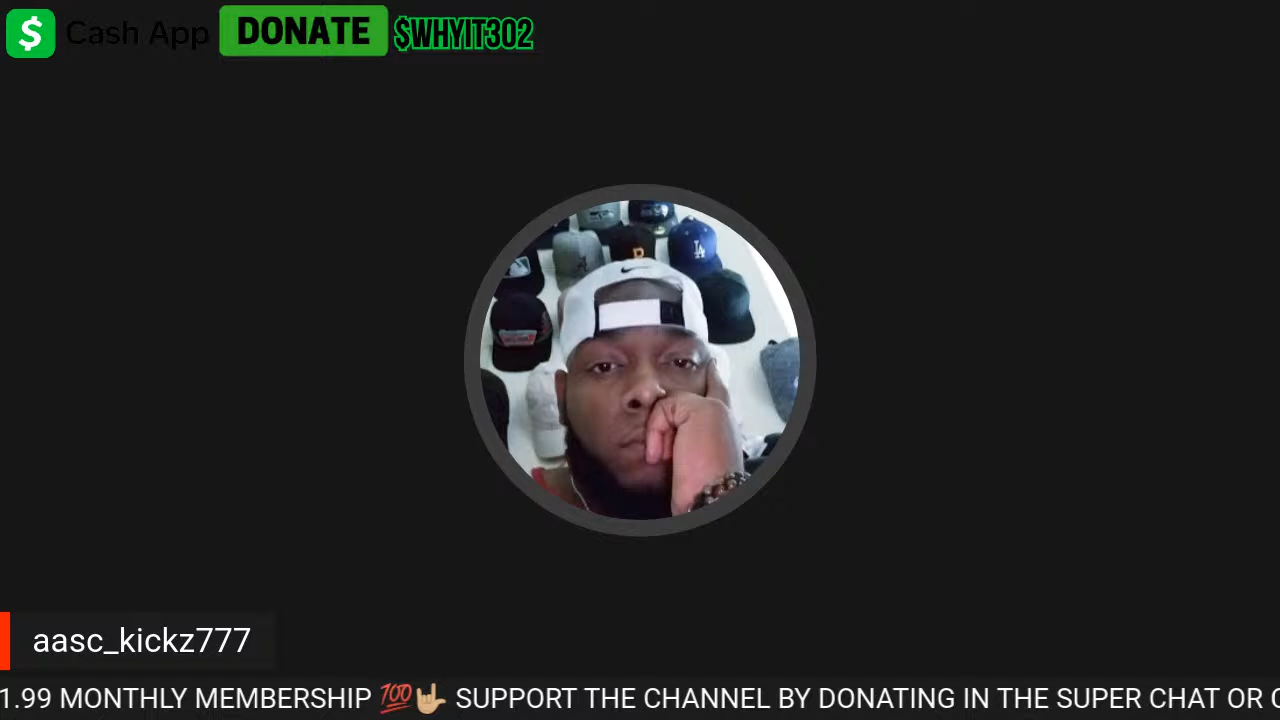 $ Cash App DONATE $WHYIT302
P LA
aasc_kickz777
1.99 MONTHLY MEMBERSHIP 💯🤟🏼 SUPPORT THE CHANNEL BY DONATING IN THE SUPER CHAT OR C